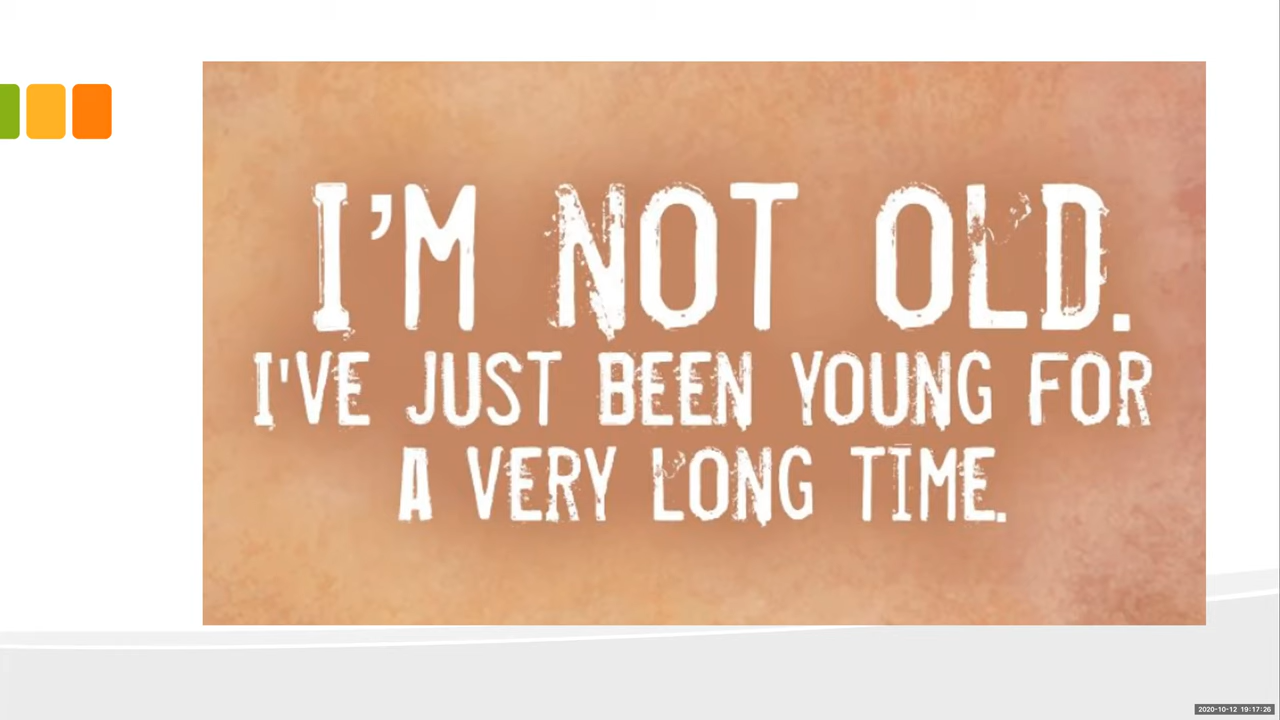 I’M NOT OLD.
I'VE JUST BEEN YOUNG FOR
A VERY LONG TIME.
2020-10-12 19:17:26